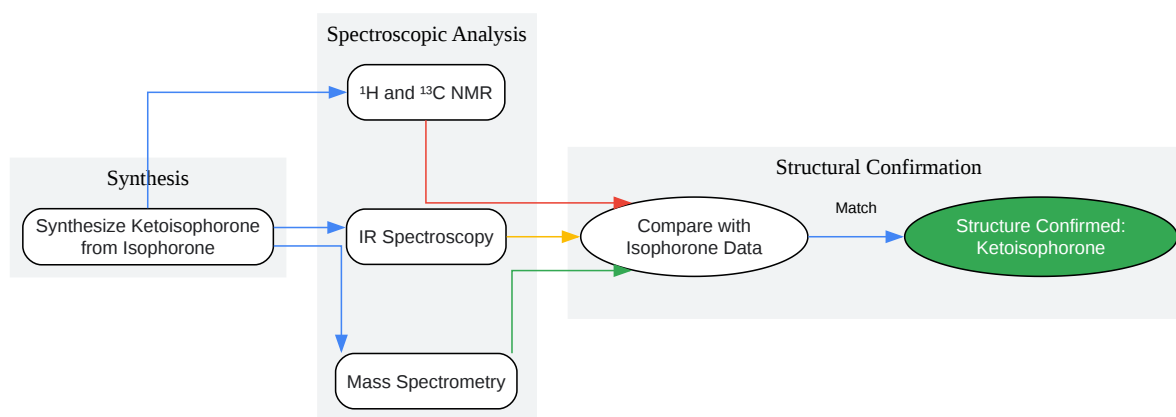 Spectroscopic Analysis
¹H and ¹³C NMR
Synthesis
Synthesize Ketoisophorone
from Isophorone
IR Spectroscopy
Mass Spectrometry
Structural Confirmation
Compare with
Isophorone Data
Match
Structure Confirmed:
Ketoisophorone